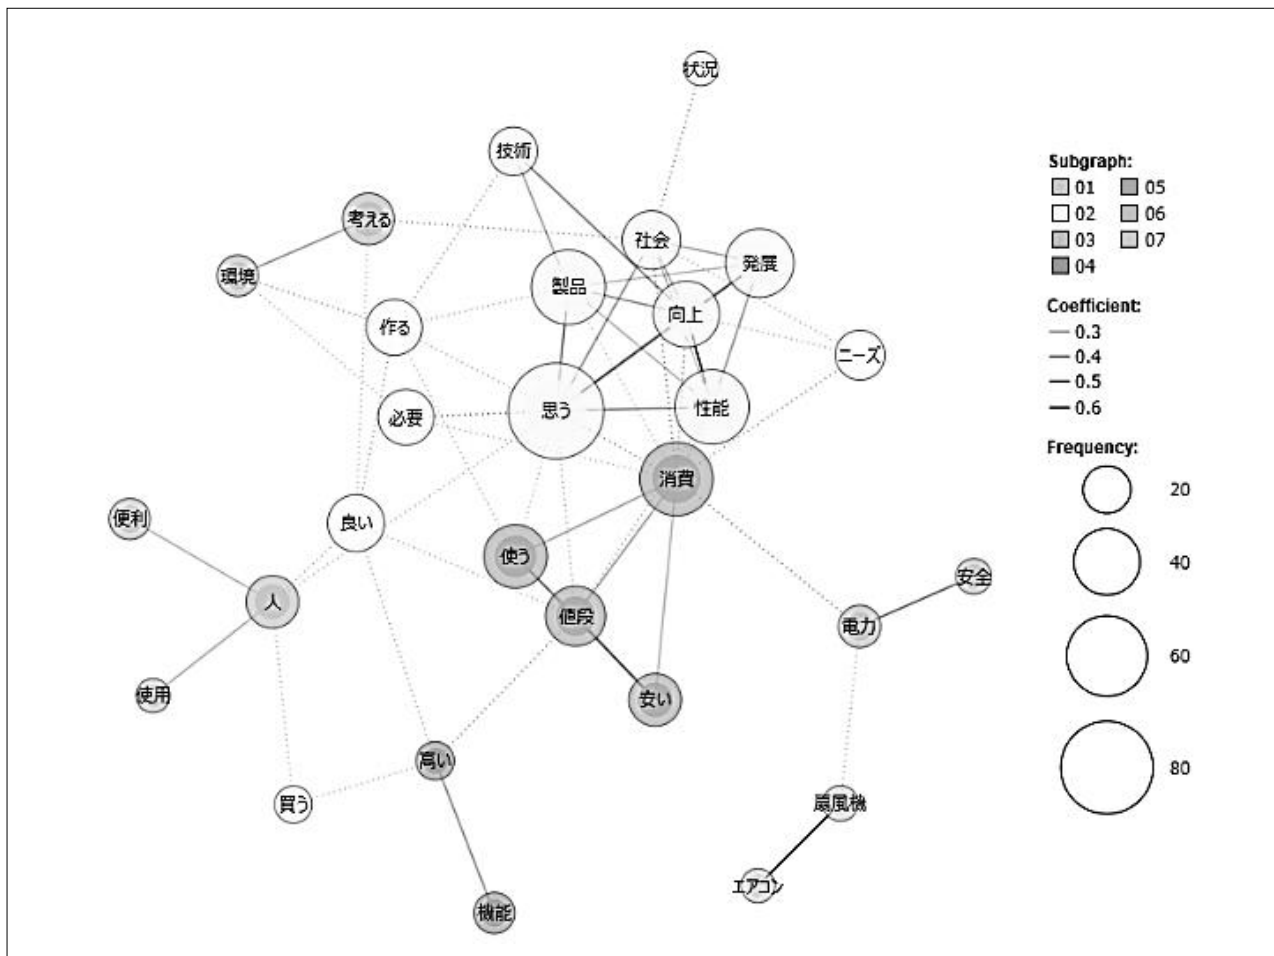 状況
技術
考える
社会
発展
環境
製品
向上
作る
ニーズ
思う
性能
必要
消費
便利
良い
使う
安全
人
値段
電力
使用
安い
高い
買う
扇風機
エアコン
機能
Subgraph:
01 05
02 06
03 07
04
Coefficient:
0.3
0.4
0.5
0.6
Frequency:
20
40
60
80